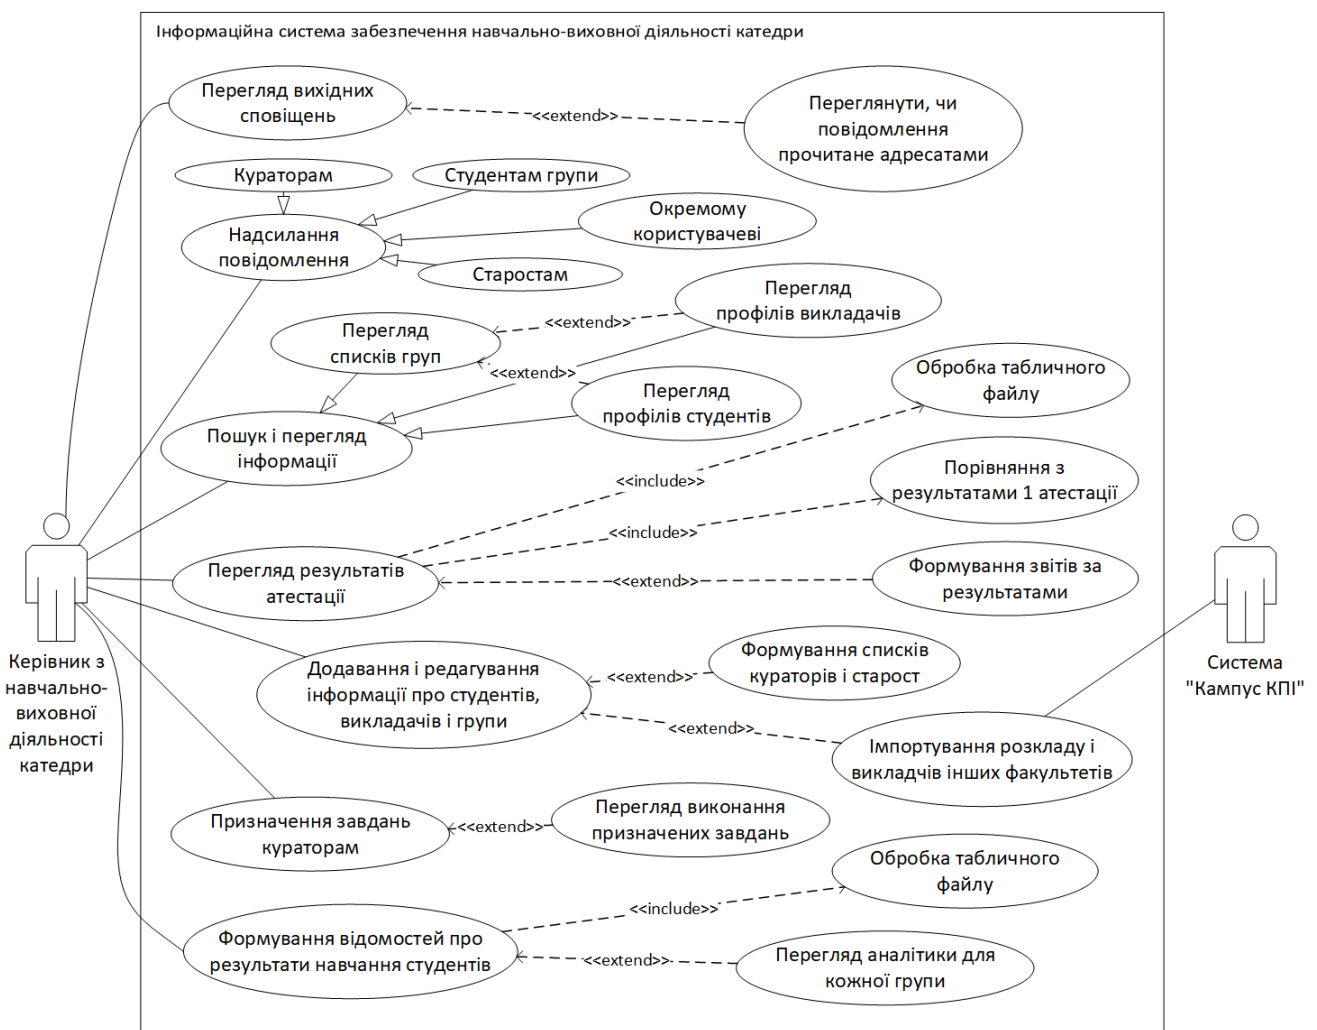 Інформаційна система забезпечення навчально-виховної діяльності катедри
Перегляд вихідних
сповіщень
<<extend>>
Переглянути, чи
повідомлення
прочитане адресатами
Кураторам
Студентам групи
Окремому
користувачеві
Надсилання
повідомлення
Старостам
Перегляд
профілів викладачів
<<extend>>
Перегляд
списків груп
<<extend>>
Перегляд
профілів студентів
Обробка табличного
файлу
Пошук і перегляд
інформації
<<include>>
Порівняння з
результатами 1 атестації
<<include>>
Перегляд результатів
атестації
<<extend>>
Формування звітів за
результатами
Керівник з
навчально-
виховної
діяльності
катедри
Система
"Кампус КПІ"
Додавання і редагування
інформації про студентів,
викладачів і групи
<<extend>>
Формування списків
кураторів і старост
<<extend>>
Імпортування розкладу і
викладчів інших факультетів
Призначення завдань
кураторам
<<extend>>
Перегляд виконання
призначених завдань
Обробка табличного
файлу
<<include>>
Формування відомостей про
результати навчання студентів
<<extend>>
Перегляд аналітики для
кожної групи